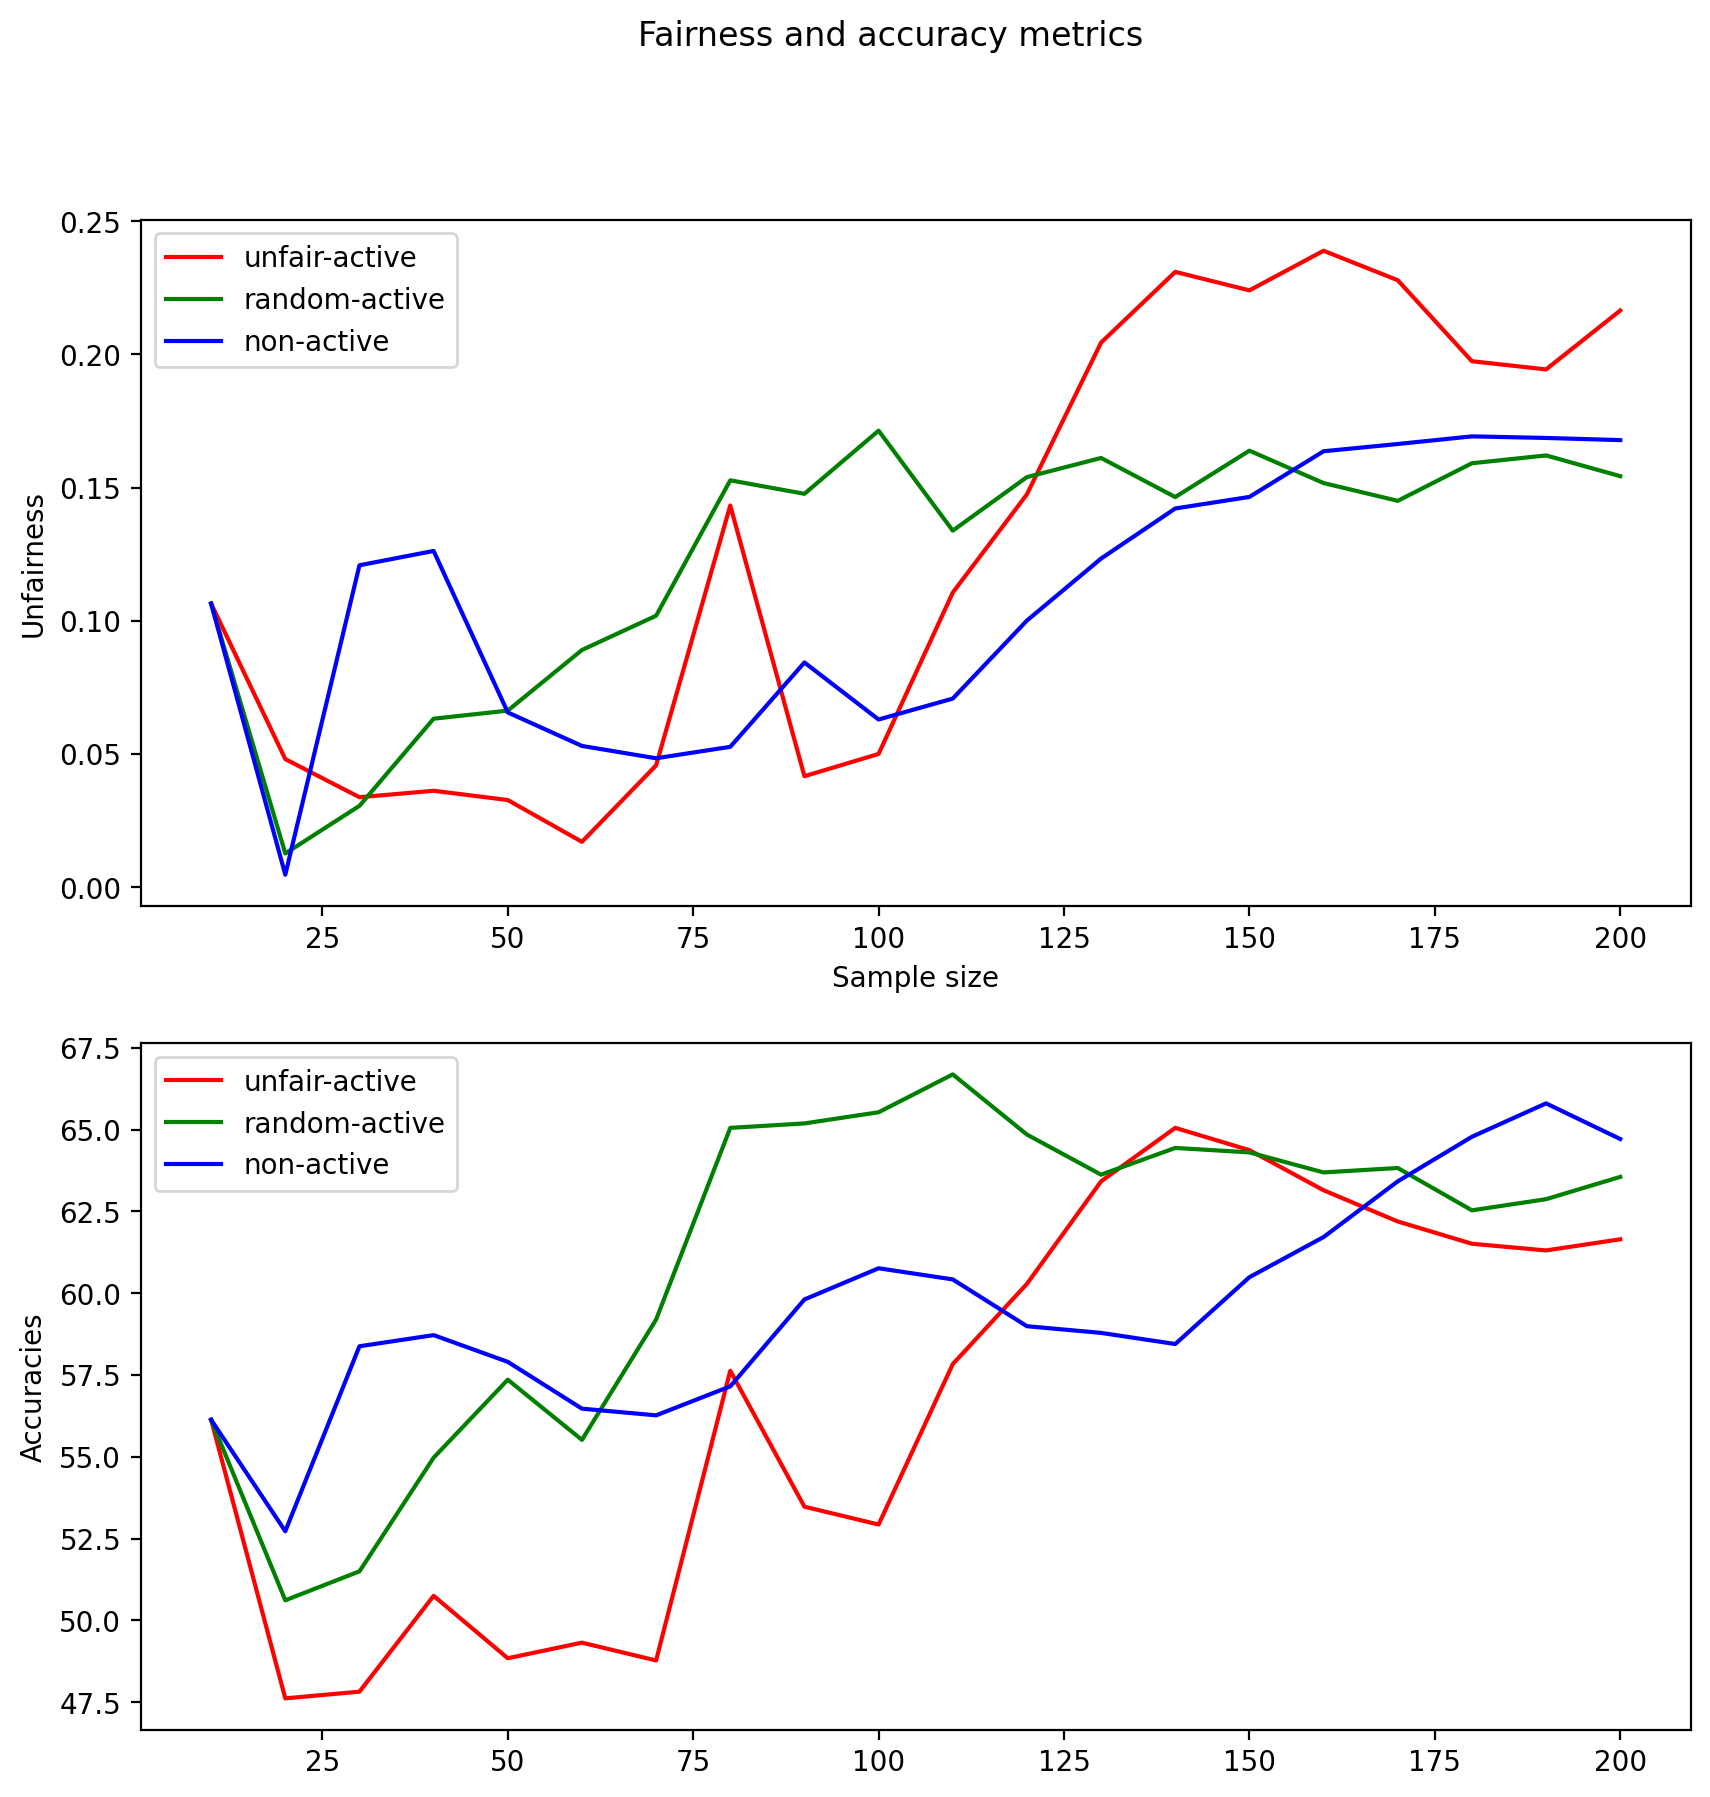 Fairness and accuracy metrics
0.25
0.20
0.15
0.10
0.05
0.00
Unfairness
unfair-active
random-active
non-active
25 50 75 100 125 150 175 200
Sample size
67.5
65.0
62.5
60.0
57.5
55.0
52.5
50.0
47.5
Accuracies
unfair-active
random-active
non-active
25 50 75 100 125 150 175 200